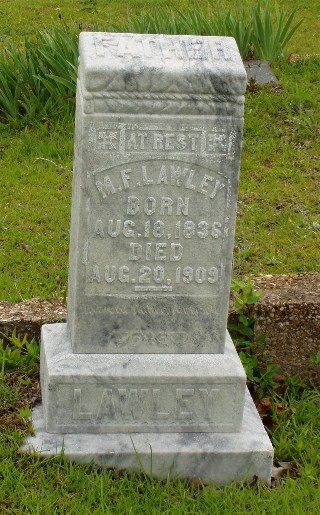 FATHER
AT REST
M.F. LAWLEY
BORN
AUG. 18, 1836
DIED
AUG. 20, 1909
LAWLEY